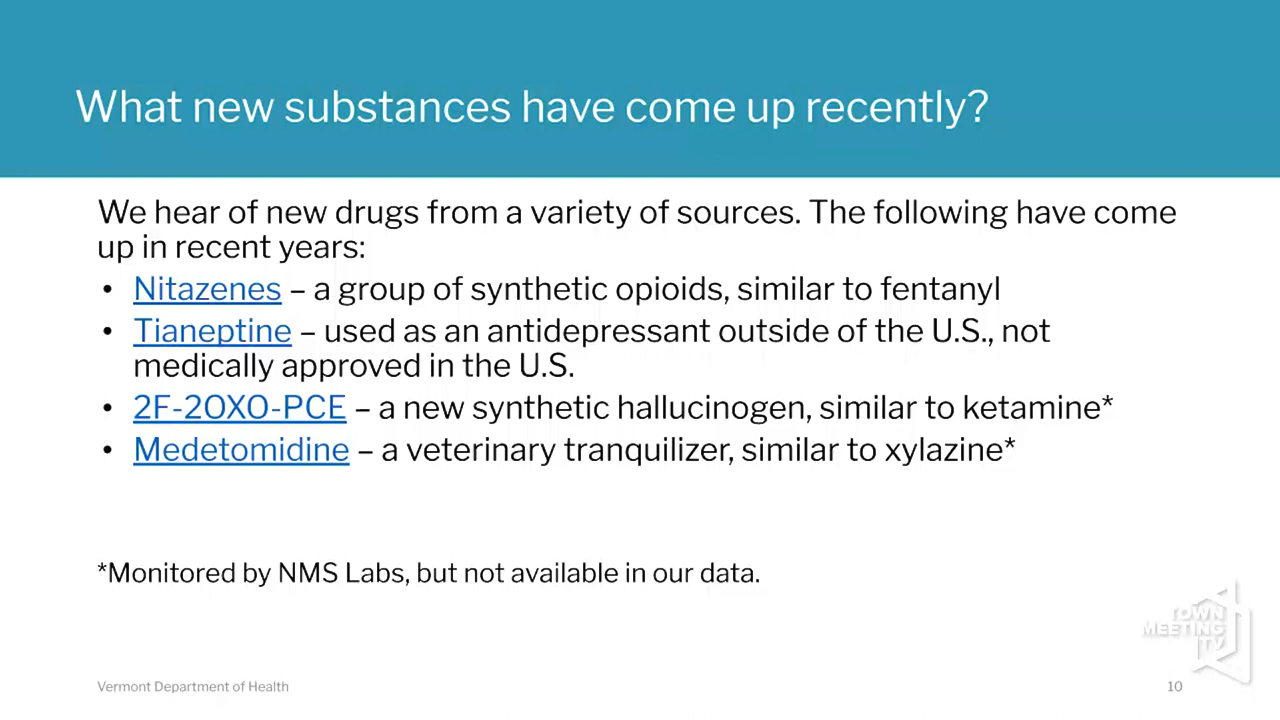 What new substances have come up recently?
We hear of new drugs from a variety of sources. The following have come
up in recent years:
• Nitazenes – a group of synthetic opioids, similar to fentanyl
• Tianeptine – used as an antidepressant outside of the U.S., not
medically approved in the U.S.
• 2F-2OXO-PCE – a new synthetic hallucinogen, similar to ketamine*
• Medetomidine – a veterinary tranquilizer, similar to xylazine*
*Monitored by NMS Labs, but not available in our data.
TOWN
MEETING
TV
Vermont Department of Health
10